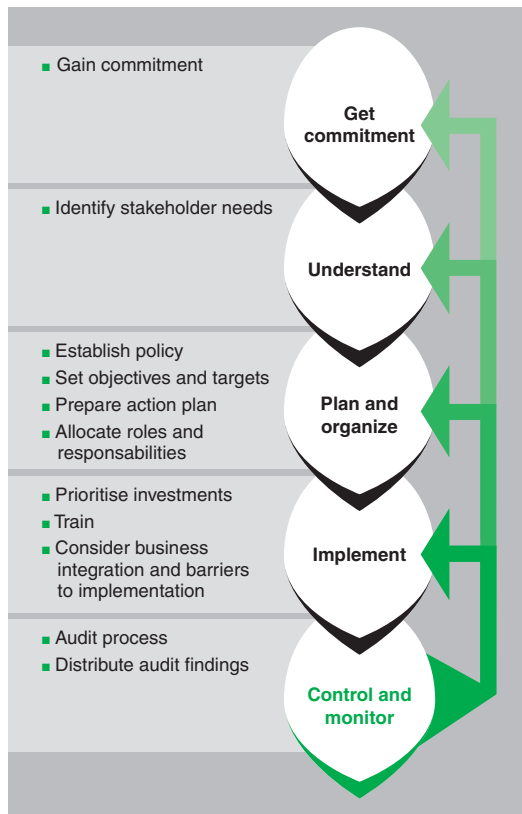 ■ Gain commitment
Get
commitment
■ Identify stakeholder needs
Understand
■ Establish policy
■ Set objectives and targets
■ Prepare action plan
■ Allocate roles and
responsabilities
Plan and
organize
■ Prioritise investments
■ Train
■ Consider business
integration and barriers
to implementation
Implement
■ Audit process
■ Distribute audit findings
Control and
monitor